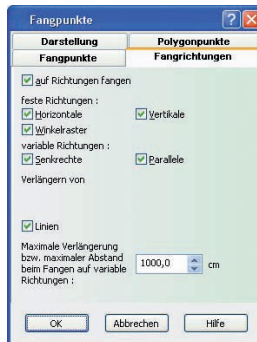 Fangpunkte
Darstellung Polygonpunkte
Fangpunkte Fangrichtungen
auf Richtungen fangen
feste Richtungen :
Horizontale Vertikale
Winkelraster
variable Richtungen :
Senkrechte Parallele
Verlängern von
Linien
Maximale Verlängerung
bzw. maximaler Abstand
beim Fangen auf variable
Richtungen :
1000,0 cm
OK Abbrechen Hilfe